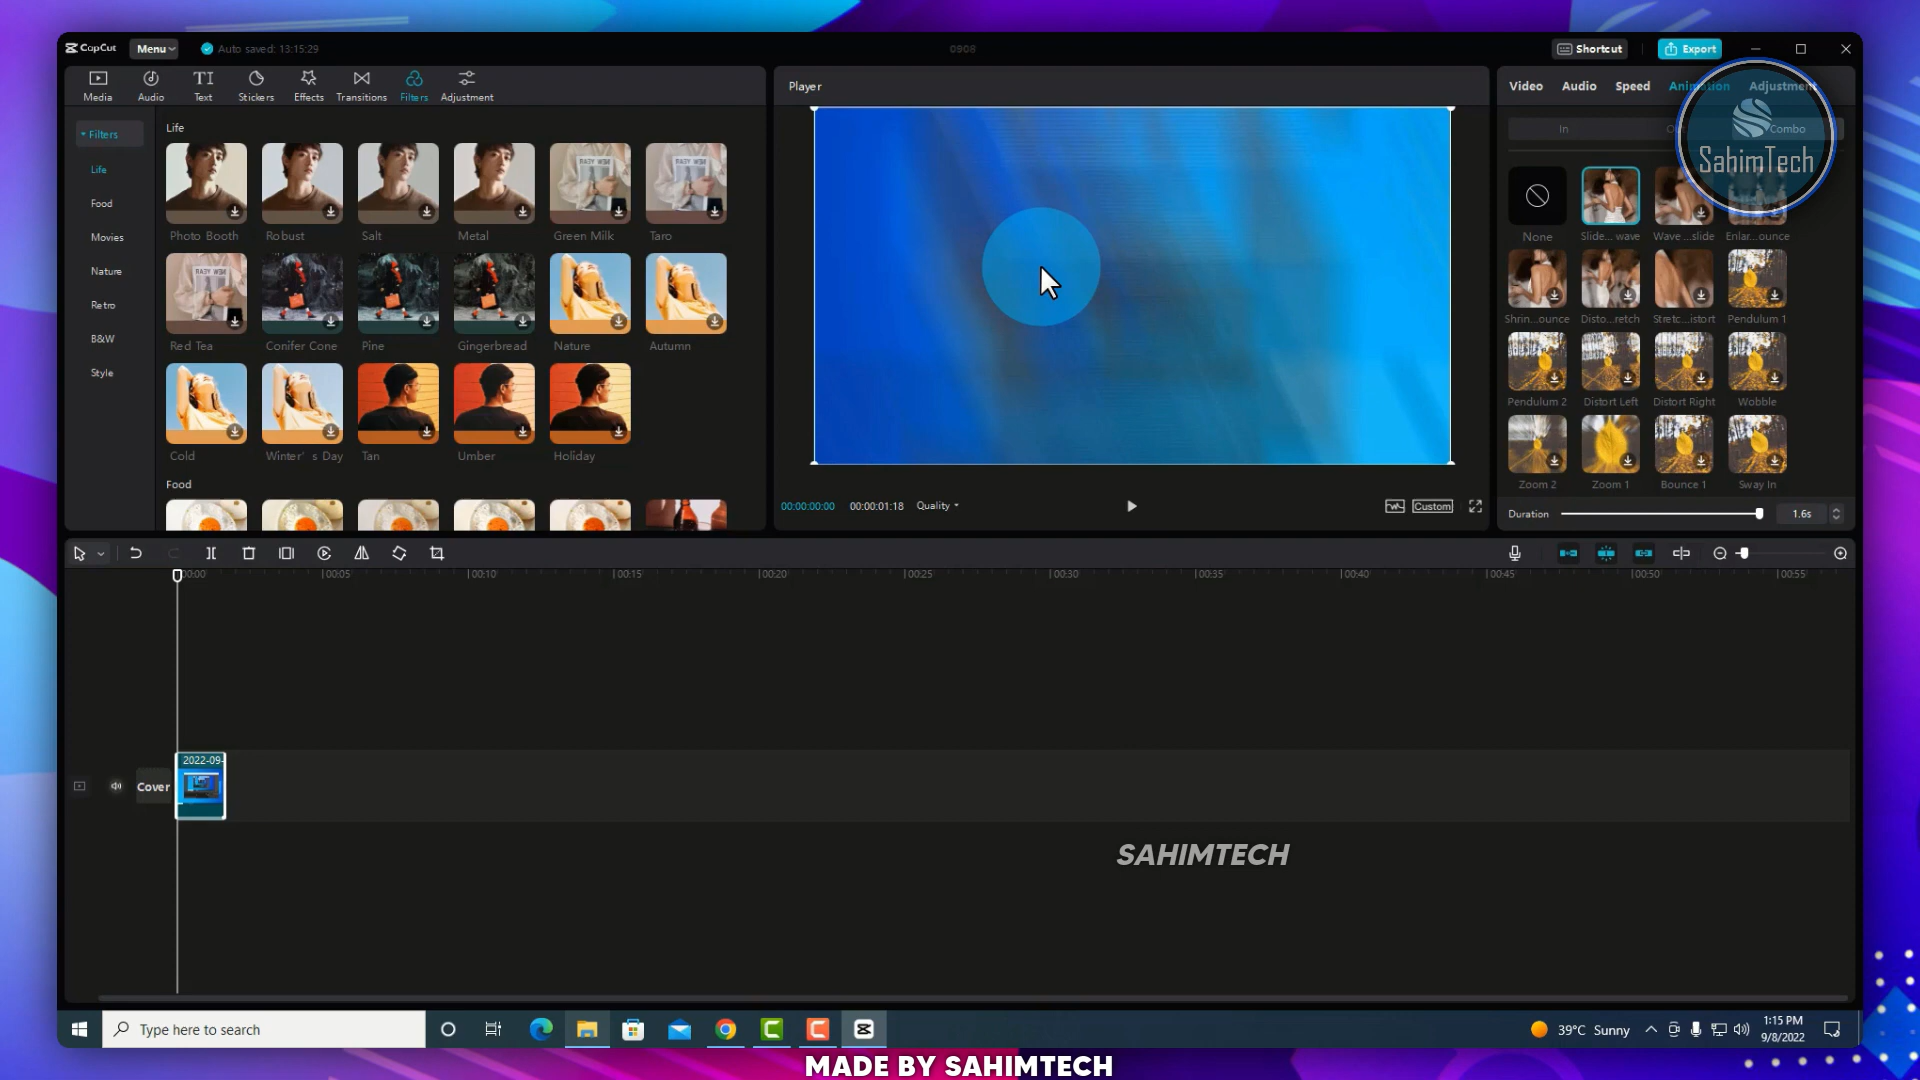 CapCut
Menu
Auto saved: 13:15:29
0908
Shortcut
Export
Media
Audio
Text
Stickers
Effects
Transitions
Filters
Adjustment
Player
Video
Audio
Speed
Animation
Adjustment
SahimTech
In
Combo
Filters
Life
Food
Movies
Nature
Retro
B&W
Style
Life
Photo Booth
Robust
Salt
Metal
Green Milk
Taro
Red Tea
Conifer Cone
Pine
Gingerbread
Nature
Autumn
Cold
Winter's Day
Tan
Umber
Holiday
Food
None
Slide... wave
Wave ...slide
Enlar...ounce
Shrin...ounce
Disto...retch
Stretc...istort
Pendulum 1
Pendulum 2
Distort Left
Distort Right
Wobble
Zoom 2
Zoom 1
Bounce 1
Sway In
Duration
1.6s
00:00:00:00
00:00:01:18
Quality
Custom
00:00
00:05
00:10
00:15
00:20
00:25
00:30
00:35
00:40
00:45
00:50
00:55
2022-09-
Cover
SAHIMTECH
Type here to search
39°C Sunny
1:15 PM
9/8/2022
MADE BY SAHIMTECH